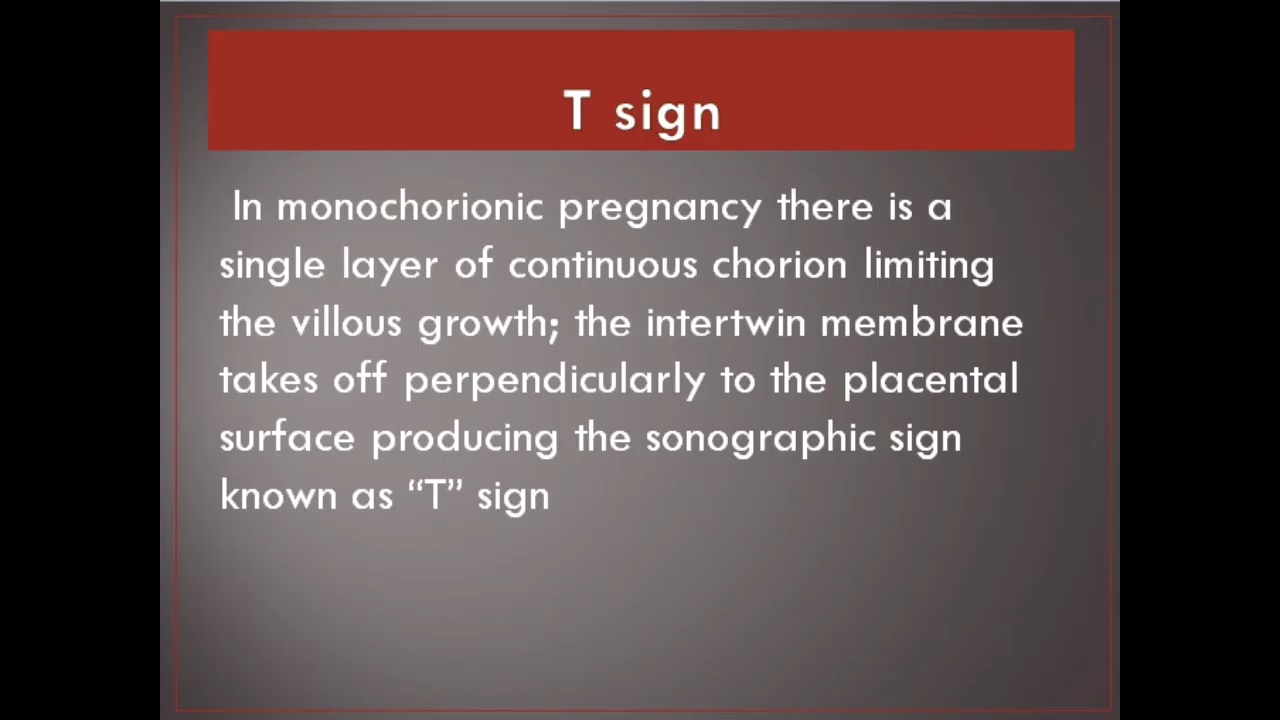 T sign
In monochorionic pregnancy there is a
single layer of continuous chorion limiting
the villous growth; the intertwin membrane
takes off perpendicularly to the placental
surface producing the sonographic sign
known as “T” sign